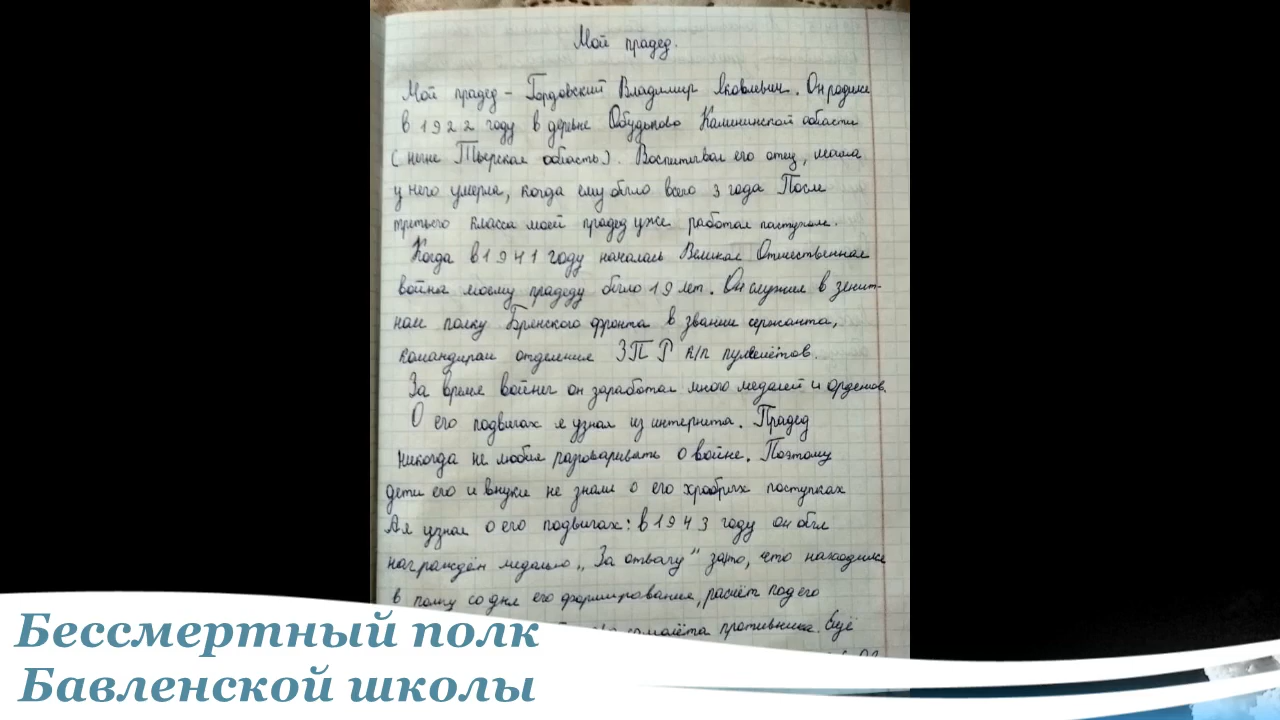 Мой прадед.
Мой прадед – Гордовский Владимир Яковлевич. Он родился
в 1922 году в деревне Обудьково Калининской области
(ныне Тверская область). Воспитывал его отец, мама
у него умерла, когда ему было всего 3 года После
третьего класса моей прадед уже работал пастухом.
Когда в 1941 году началась Великая Отечественная
война моему прадеду было 19 лет. Он служил в зенит-
ном полку Брянского фронта в звании сержанта,
командиром отделения ЗПР к/п пулемётов.
За время войны он заработал много медалей и орденов.
О его подвигах я узнал из интернета. Прадед
никогда не любил разговаривать о войне. Поэтому
дети его и внуки не знали о его храбрых поступках
А я узнал о его подвигах: в 1943 году он был
награждён медалью „За отвагу" за то, что находился
в полку со дня его формирования, расчёт под его
самолёта противника. Ещё
Бессмертный полк
Бавленской школы